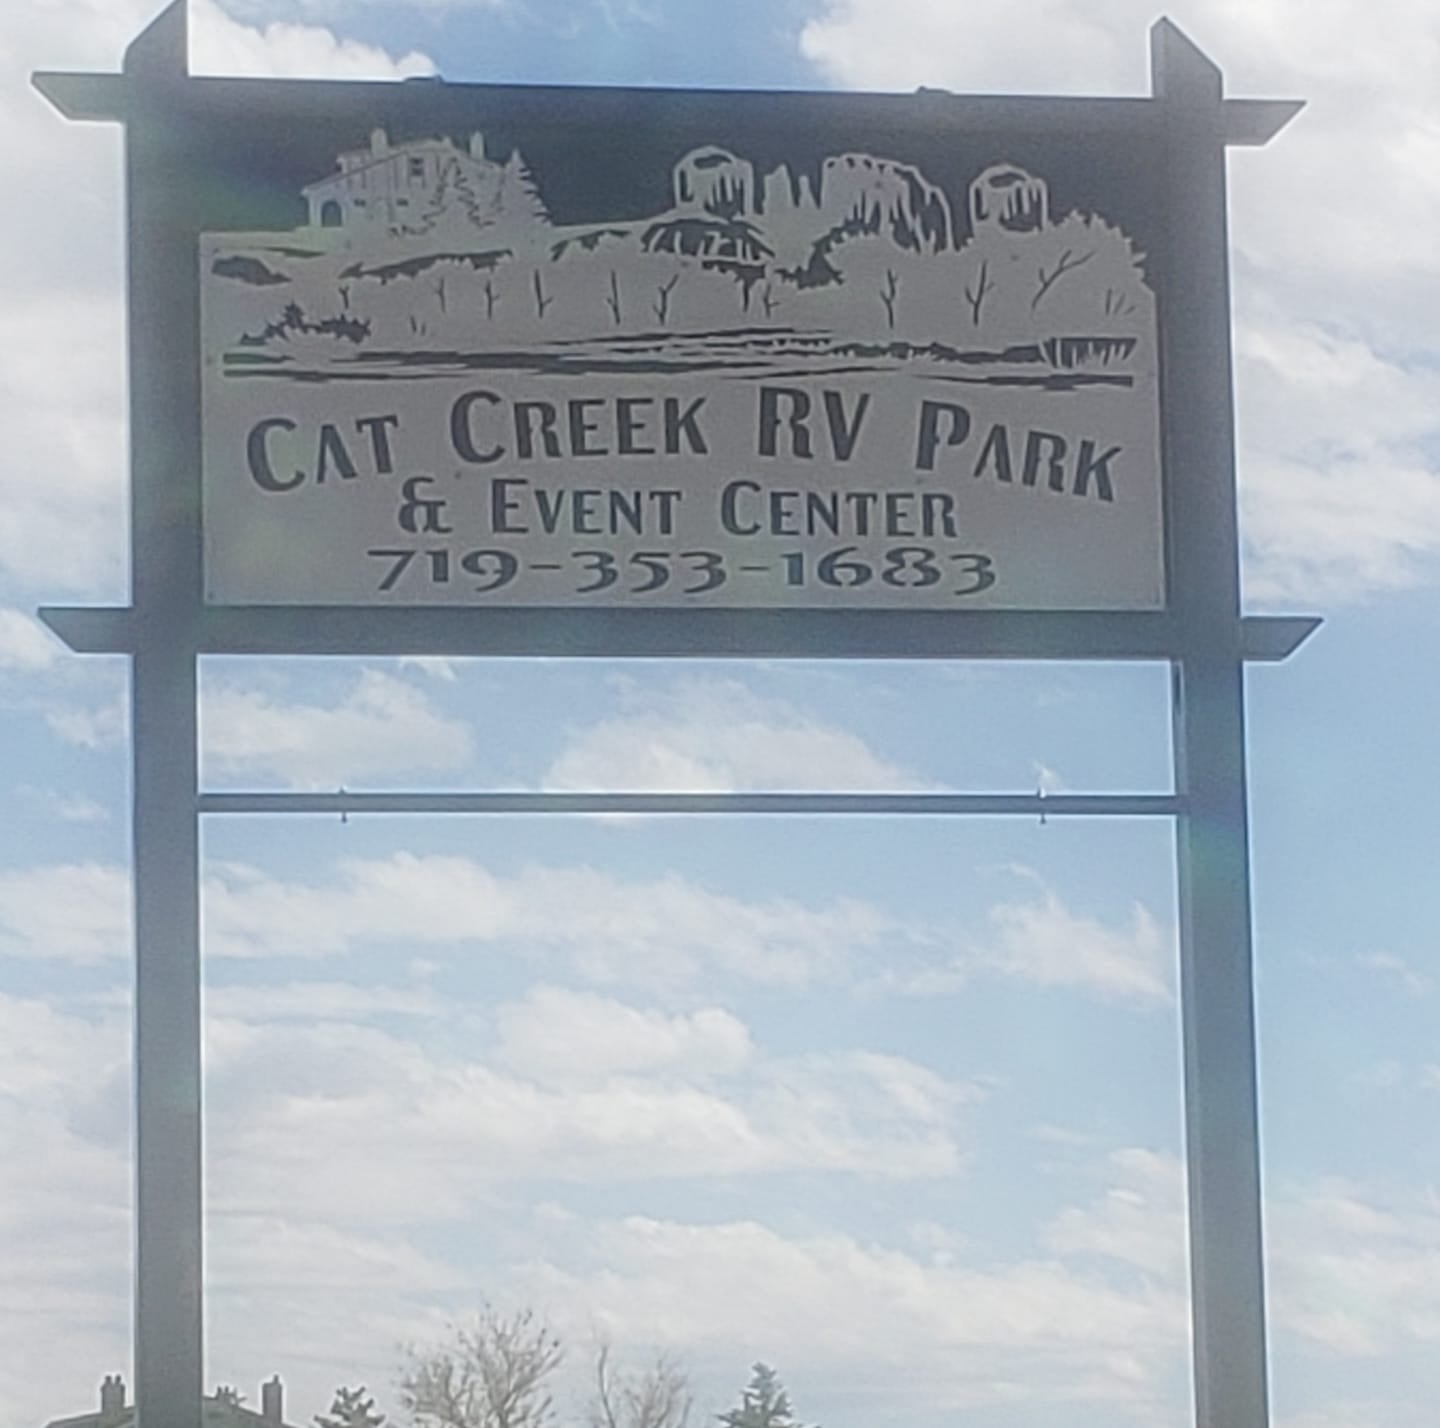 Cat Creek RV Park
& Event Center
719-353-1683